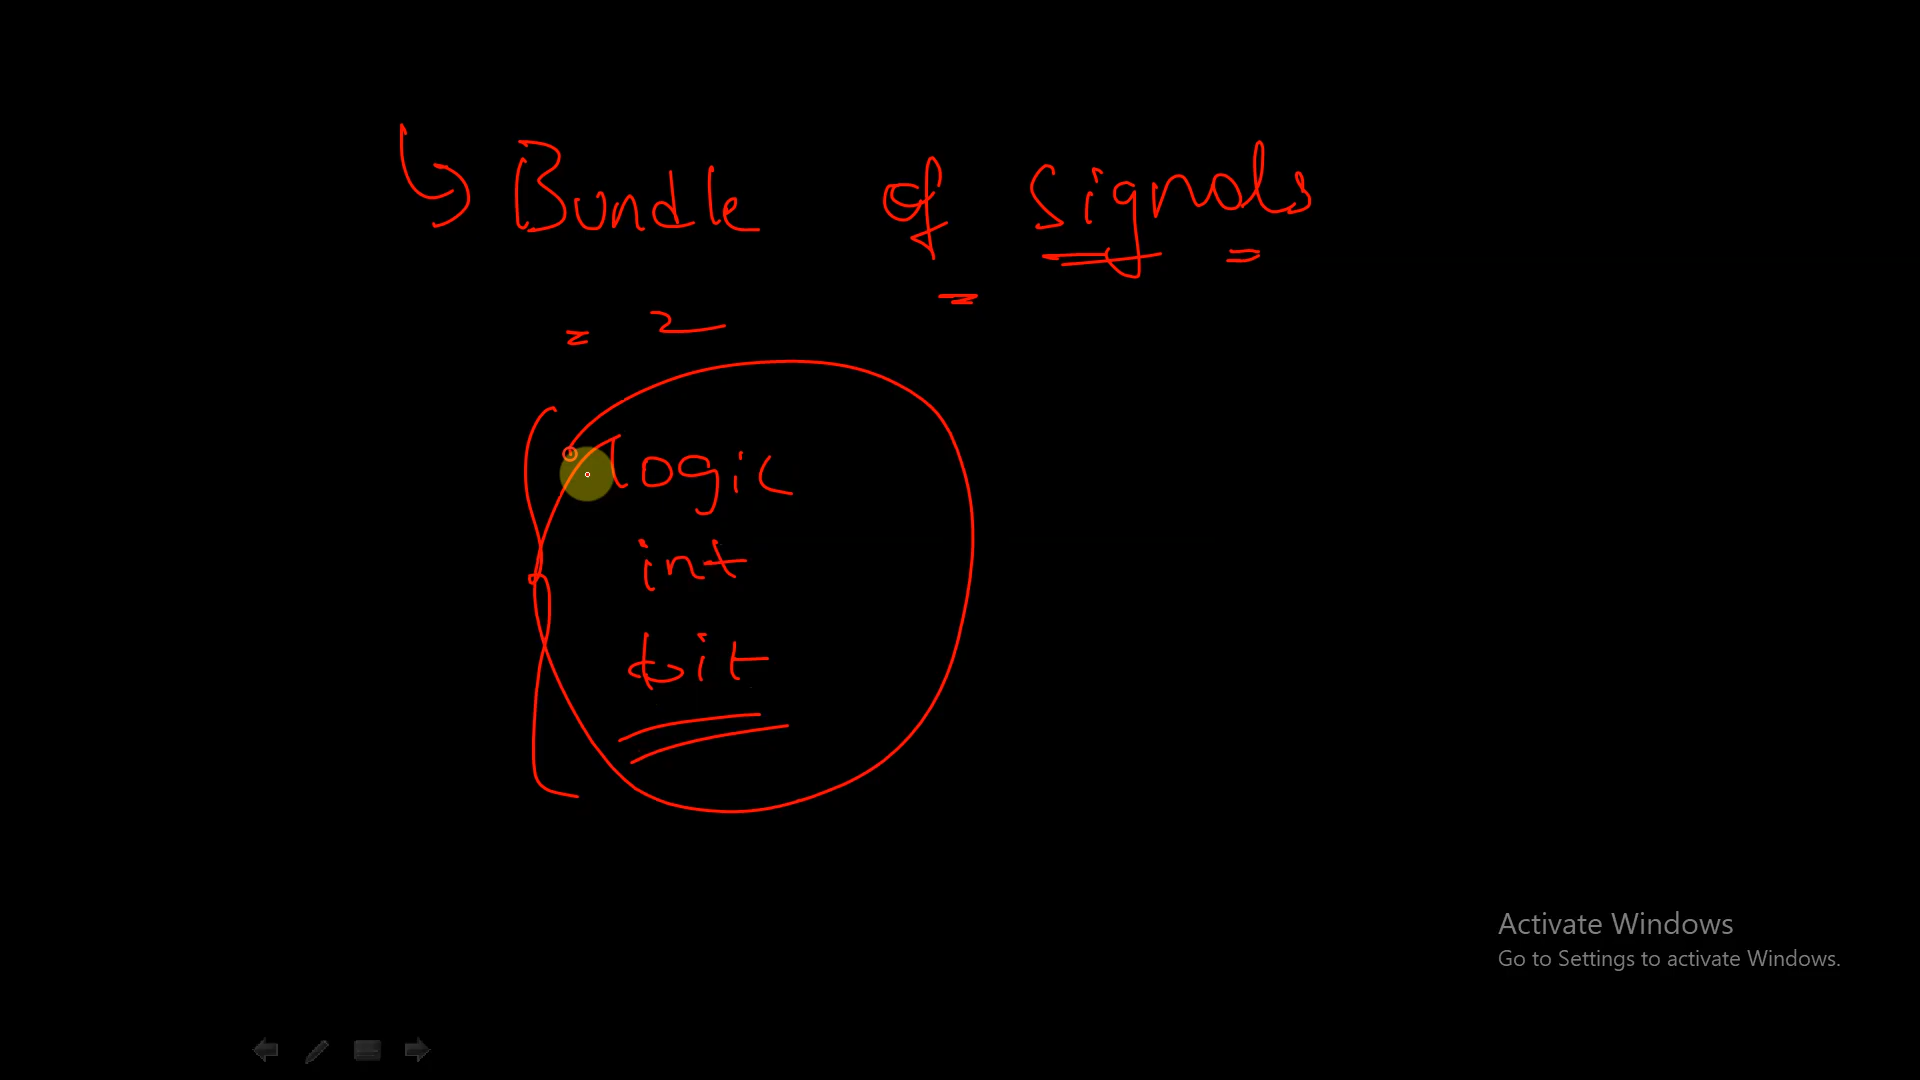 Bundle of signals
logic
int
bit
Activate Windows
Go to Settings to activate Windows.